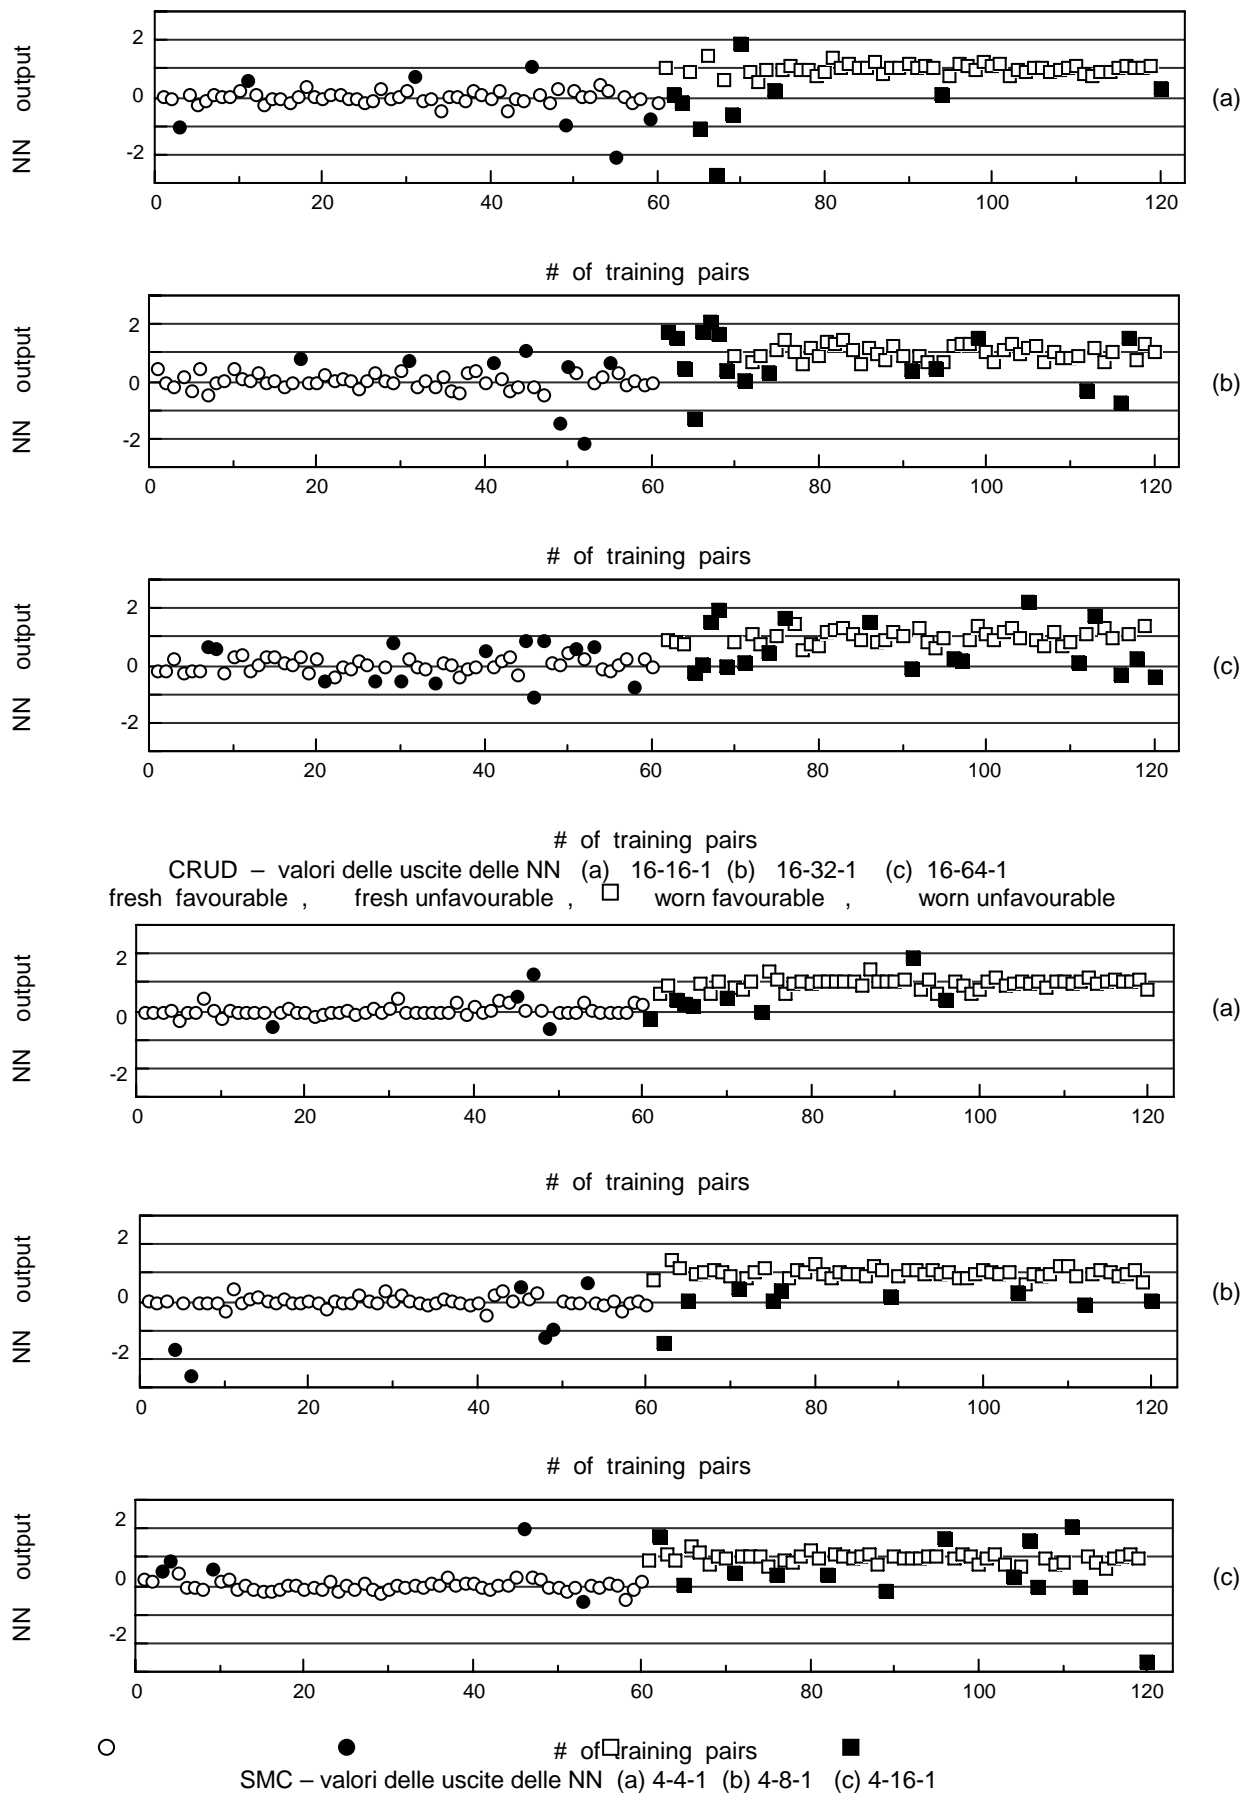 2
0
-2
NN output
(a)
0 20 40 60 80 100 120
# of training pairs
2
0
-2
NN output
(b)
0 20 40 60 80 100 120
# of training pairs
2
0
-2
NN output
(c)
0 20 40 60 80 100 120
# of training pairs
CRUD – valori delle uscite delle NN (a) 16-16-1 (b) 16-32-1 (c) 16-64-1
fresh favourable , fresh unfavourable , worn favourable , worn unfavourable
2
0
-2
NN output
(a)
0 20 40 60 80 100 120
# of training pairs
2
0
-2
NN output
(b)
0 20 40 60 80 100 120
# of training pairs
2
0
-2
NN output
(c)
0 20 40 60 80 100 120
# of training pairs
SMC – valori delle uscite delle NN (a) 4-4-1 (b) 4-8-1 (c) 4-16-1